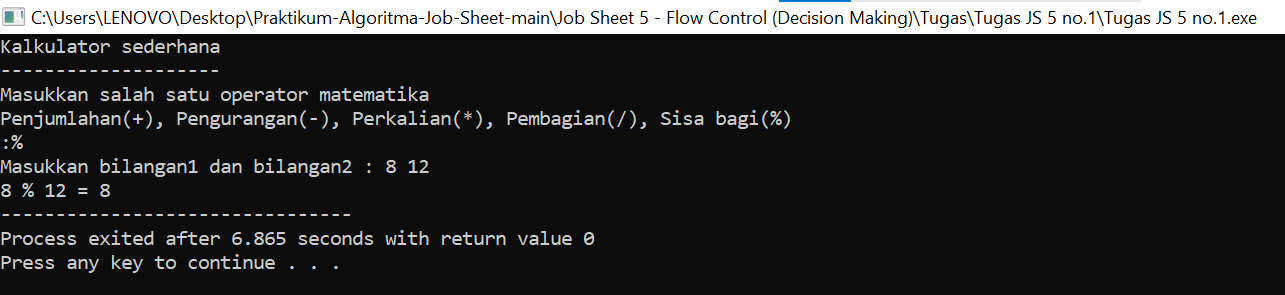 C:\Users\LENOVO\Desktop\Praktikum-Algoritma-Job-Sheet-main\Job Sheet 5 - Flow Control (Decision Making)\Tugas\Tugas JS 5 no.1\Tugas JS 5 no.1.exe
Kalkulator sederhana
--------------------
Masukkan salah satu operator matematika
Penjumlahan(+), Pengurangan(-), Perkalian(*), Pembagian(/), Sisa bagi(%)
:%
Masukkan bilangan1 dan bilangan2 : 8 12
8 % 12 = 8
--------------------------------
Process exited after 6.865 seconds with return value 0
Press any key to continue . . .